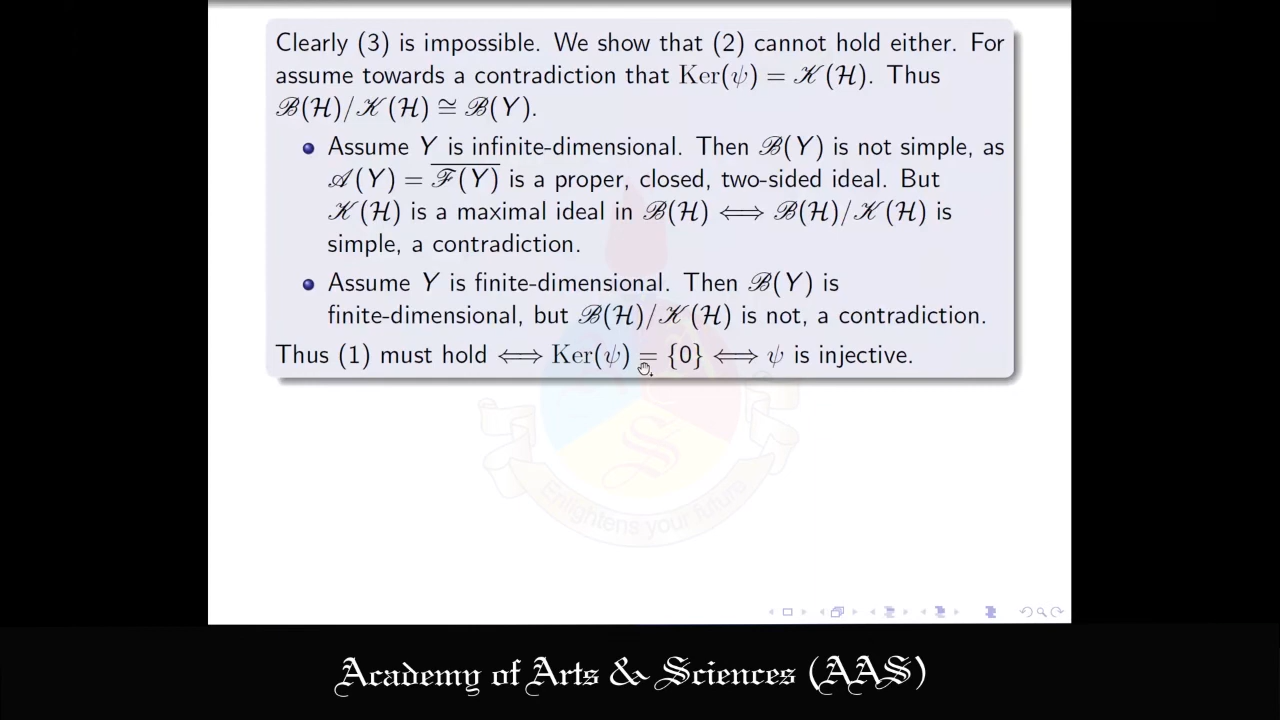 Clearly (3) is impossible. We show that (2) cannot hold either. For
assume towards a contradiction that Ker(ψ) = 𝒦(ℋ). Thus
ℬ(ℋ)/𝒦(ℋ) ≅ ℬ(Y).
Assume Y is infinite-dimensional. Then ℬ(Y) is not simple, as
𝒜(Y) = \overline{ℱ(Y)} is a proper, closed, two-sided ideal. But
𝒦(ℋ) is a maximal ideal in ℬ(ℋ) ⟺ ℬ(ℋ)/𝒦(ℋ) is
simple, a contradiction.
Assume Y is finite-dimensional. Then ℬ(Y) is
finite-dimensional, but ℬ(ℋ)/𝒦(ℋ) is not, a contradiction.
Thus (1) must hold ⟺ Ker(ψ) = {0} ⟺ ψ is injective.
S
Enlightens your future
Academy of Arts & Sciences (AAS)